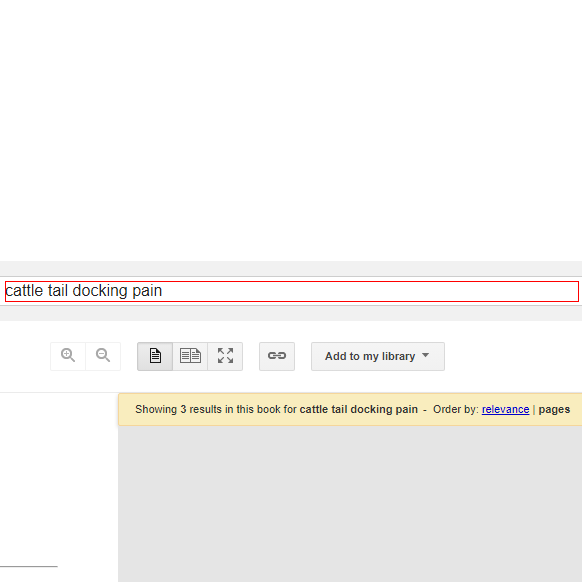 cattle tail docking pain
Add to my library
Showing 3 results in this book for cattle tail docking pain - Order by: relevance | pages